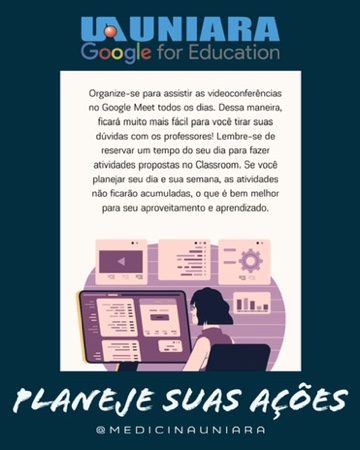 UNIARA
Google for Education
Organize-se para assistir as videoconferências
no Google Meet todos os dias. Dessa maneira,
ficará muito mais fácil para você tirar suas
dúvidas com os professores! Lembre-se de
reservar um tempo do seu dia para fazer
atividades propostas no Classroom. Se você
planejar seu dia e sua semana, as atividades
não ficarão acumuladas, o que é bem melhor
para seu aproveitamento e aprendizado.
PLANEJE SUAS AÇÕES
@MEDICINAUNIARA